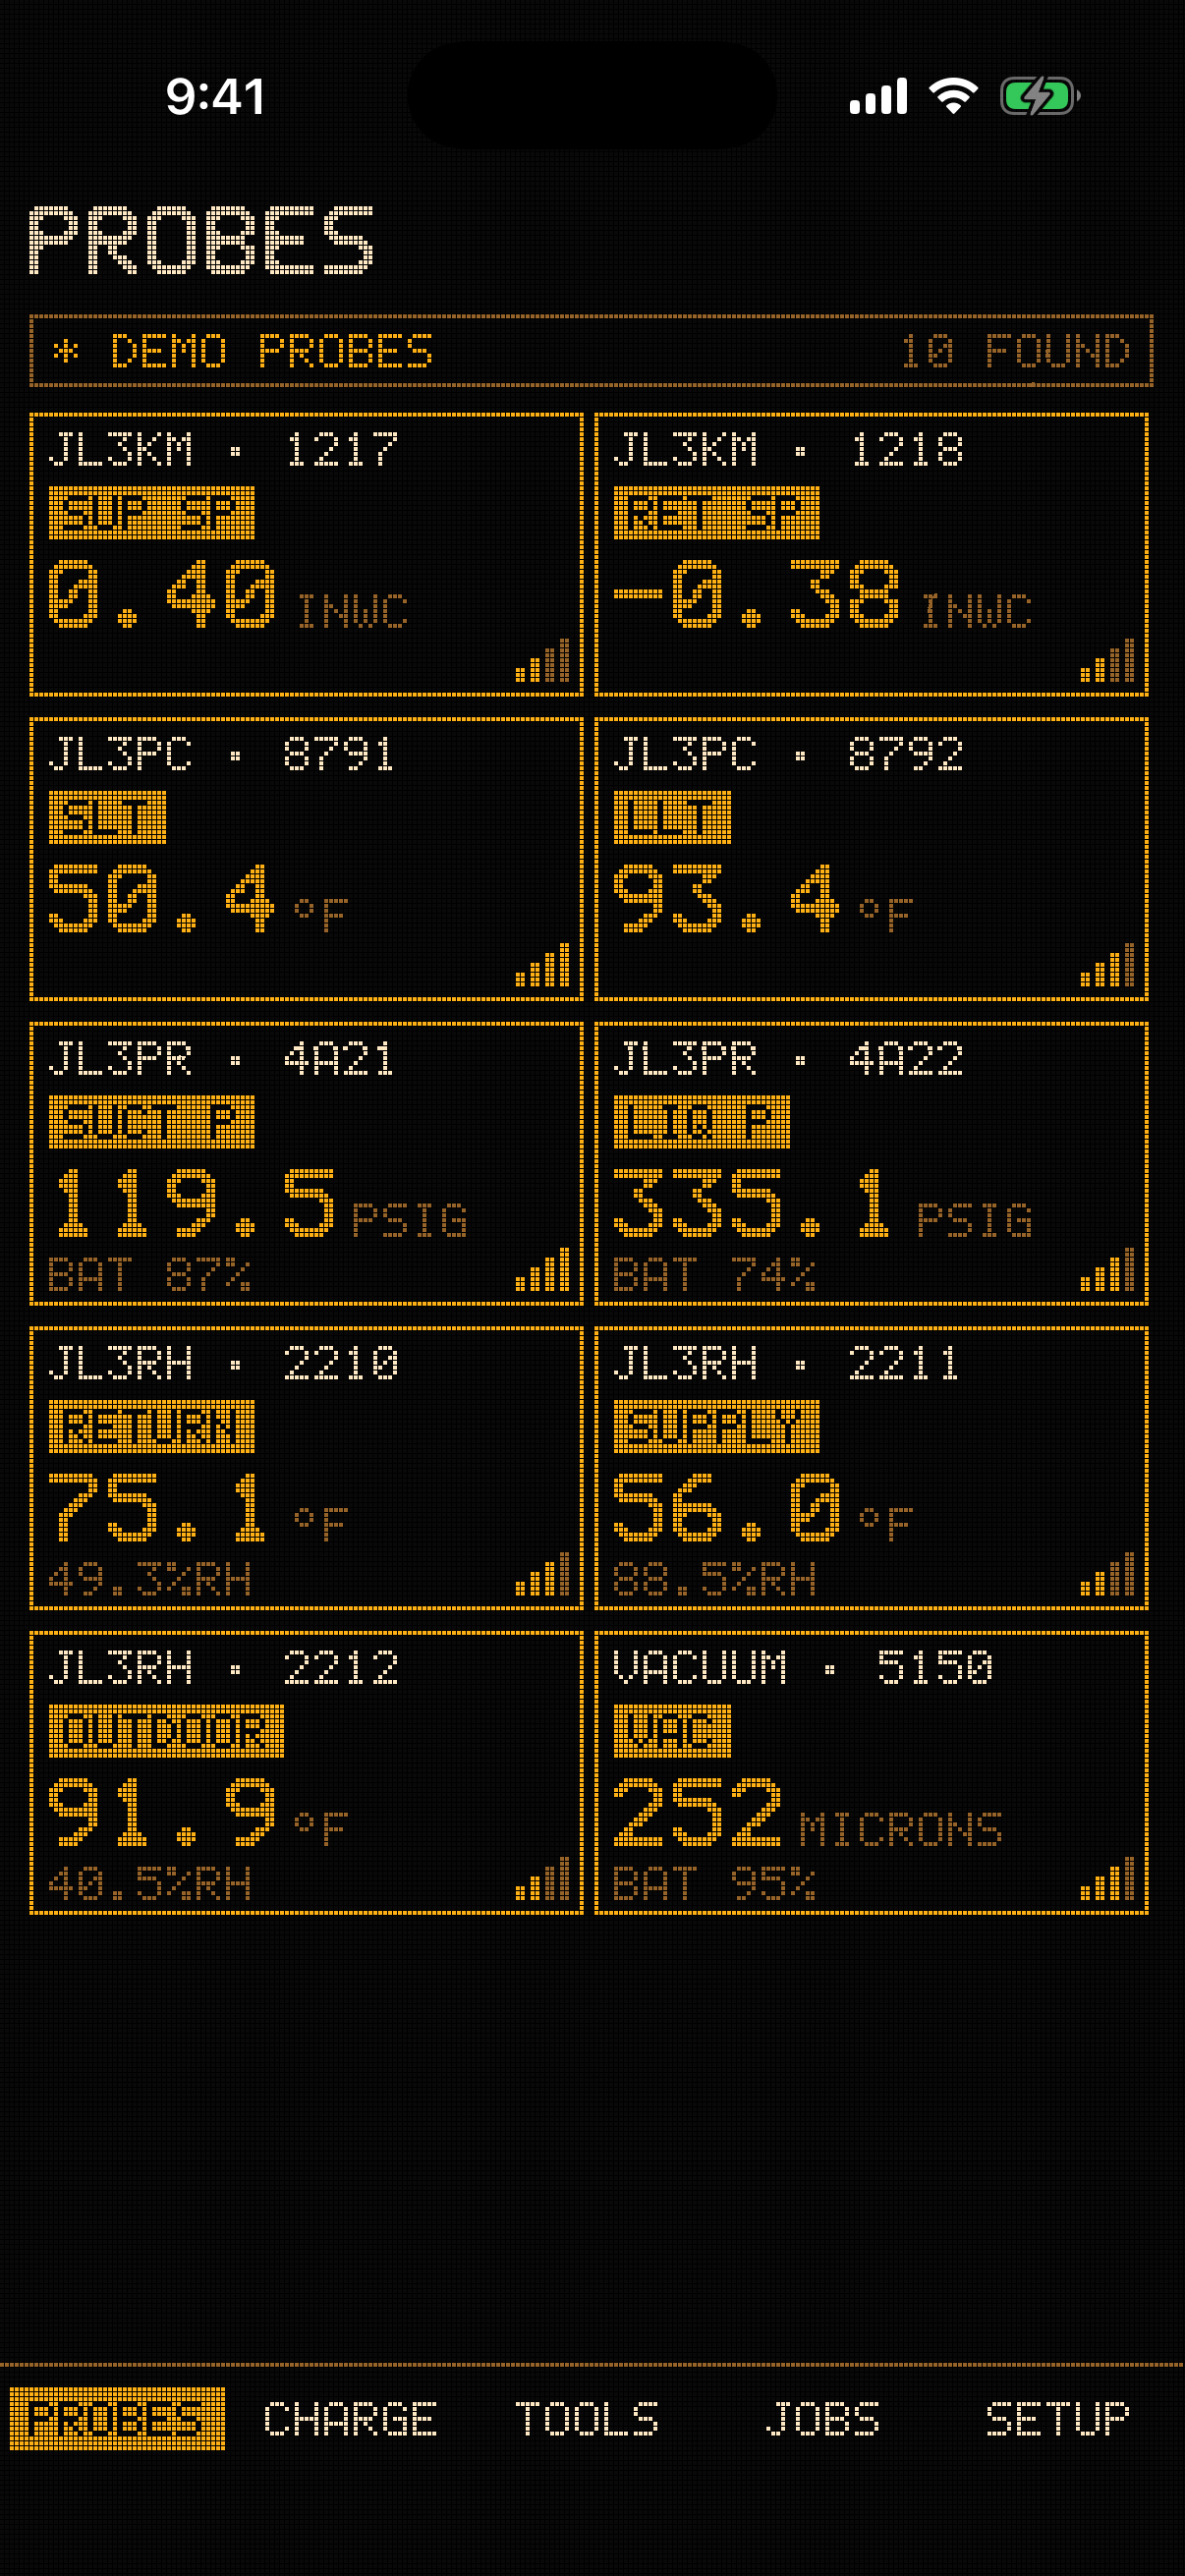 9:41
PROBES
* DEMO PROBES 10 FOUND
JL3KM · 1217
SUP SP
0.40 INWC
JL3KM · 1218
RET SP
-0.38 INWC
JL3PC · 8791
SLT
50.4 °F
JL3PC · 8792
LLT
93.4 °F
JL3PR · 4A21
SUCT P
119.5 PSIG
BAT 87%
JL3PR · 4A22
LIQ P
335.1 PSIG
BAT 74%
JL3RH · 2210
RETURN
75.1 °F
49.3%RH
JL3RH · 2211
SUPPLY
56.0 °F
88.5%RH
JL3RH · 2212
OUTDOOR
91.9 °F
40.5%RH
VACUUM · 5150
VAC
252 MICRONS
BAT 95%
PROBES CHARGE TOOLS JOBS SETUP